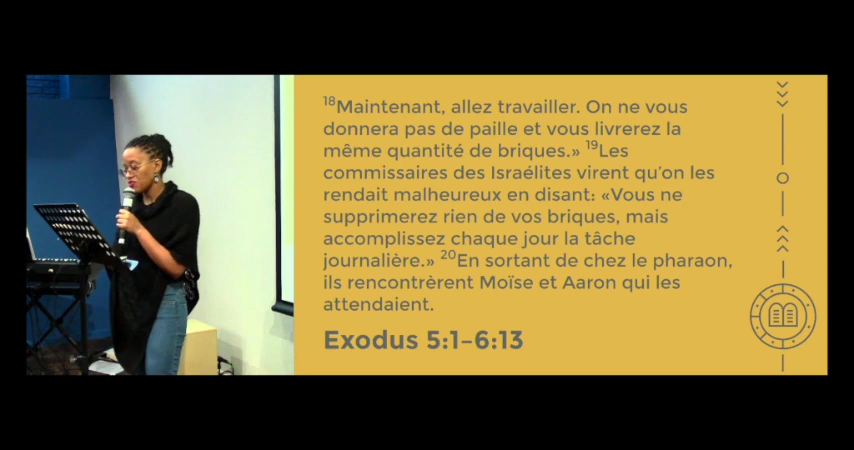 ¹⁸Maintenant, allez travailler. On ne vous
donnera pas de paille et vous livrerez la
même quantité de briques.» ¹⁹Les
commissaires des Israélites virent qu'on les
rendait malheureux en disant: «Vous ne
supprimerez rien de vos briques, mais
accomplissez chaque jour la tâche
journalière.» ²⁰En sortant de chez le pharaon,
ils rencontrèrent Moïse et Aaron qui les
attendaient.
Exodus 5:1–6:13